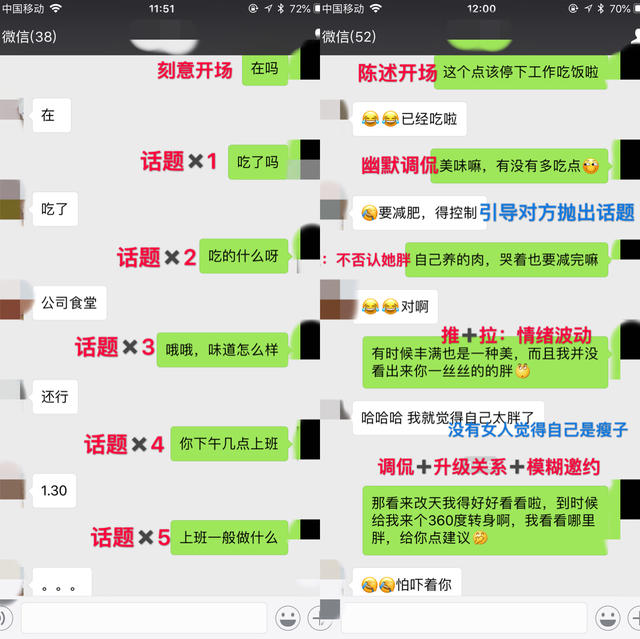 中国移动 11:51 72%
微信(38)
刻意开场 在吗
在
话题✖1 吃了吗
吃了
话题✖2 吃的什么呀
公司食堂
话题✖3 哦哦，味道怎么样
还行
话题✖4 你下午几点上班
1.30
话题✖5 上班一般做什么
。。。
中国移动 12:00 70%
微信(52)
陈述开场 这个点该停下工作吃饭啦
😂😂已经吃啦
幽默调侃 美味嘛，有没有多吃点
🤣要减肥，得控制 引导对方抛出话题
：不否认她胖 自己养的肉，哭着也要减完嘛
😂😂对啊
推➕拉：情绪波动
有时候丰满也是一种美，而且我并没
看出来你一丝丝的的胖
哈哈哈 我就觉得自己太胖了
没有女人觉得自己是瘦子
调侃➕升级关系➕模糊邀约
那看来改天我得好好看看啦，到时候
给我来个360度转身啊，我看看哪里
胖，给你点建议
🤣🤣怕吓着你